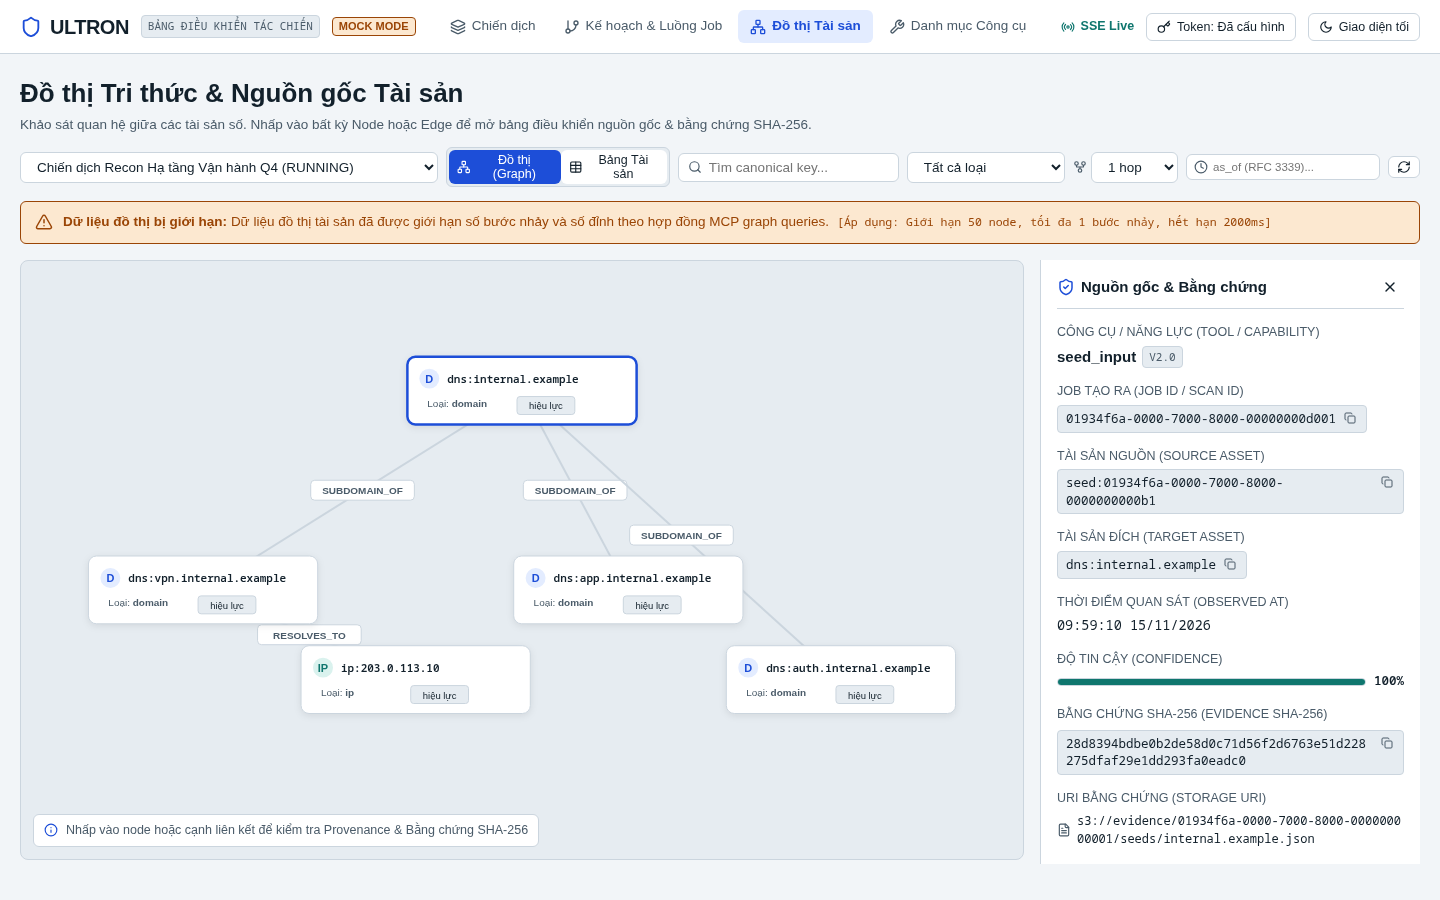 ULTRON
BẢNG ĐIỀU KHIỂN TÁC CHIẾN
MOCK MODE
Chiến dịch
Kế hoạch & Luồng Job
Đồ thị Tài sản
Danh mục Công cụ
SSE Live
Token: Đã cấu hình
Giao diện tối
Đồ thị Tri thức & Nguồn gốc Tài sản
Khảo sát quan hệ giữa các tài sản số. Nhấp vào bất kỳ Node hoặc Edge để mở bảng điều khiển nguồn gốc & bằng chứng SHA-256.
Chiến dịch Recon Hạ tầng Vận hành Q4 (RUNNING)
Đồ thị
(Graph)
Bảng Tài
sản
Tìm canonical key...
Tất cả loại
1 hop
as_of (RFC 3339)...
Dữ liệu đồ thị bị giới hạn: Dữ liệu đồ thị tài sản đã được giới hạn số bước nhảy và số đỉnh theo hợp đồng MCP graph queries. [Áp dụng: Giới hạn 50 node, tối đa 1 bước nhảy, hết hạn 2000ms]
D dns:internal.example
Loại: domain hiệu lực
SUBDOMAIN_OF
SUBDOMAIN_OF
SUBDOMAIN_OF
D dns:vpn.internal.example
Loại: domain hiệu lực
D dns:app.internal.example
Loại: domain hiệu lực
RESOLVES_TO
IP ip:203.0.113.10
Loại: ip hiệu lực
D dns:auth.internal.example
Loại: domain hiệu lực
Nhấp vào node hoặc cạnh liên kết để kiểm tra Provenance & Bằng chứng SHA-256
Nguồn gốc & Bằng chứng
CÔNG CỤ / NĂNG LỰC (TOOL / CAPABILITY)
seed_input V2.0
JOB TẠO RA (JOB ID / SCAN ID)
01934f6a-0000-7000-8000-00000000d001
TÀI SẢN NGUỒN (SOURCE ASSET)
seed:01934f6a-0000-7000-8000-
0000000000b1
TÀI SẢN ĐÍCH (TARGET ASSET)
dns:internal.example
THỜI ĐIỂM QUAN SÁT (OBSERVED AT)
09:59:10 15/11/2026
ĐỘ TIN CẬY (CONFIDENCE)
100%
BẰNG CHỨNG SHA-256 (EVIDENCE SHA-256)
28d8394bdbe0b2de58d0c71d56f2d6763e51d228
275dfaf29e1dd293fa0eadc0
URI BẰNG CHỨNG (STORAGE URI)
s3://evidence/01934f6a-0000-7000-8000-0000000
00001/seeds/internal.example.json